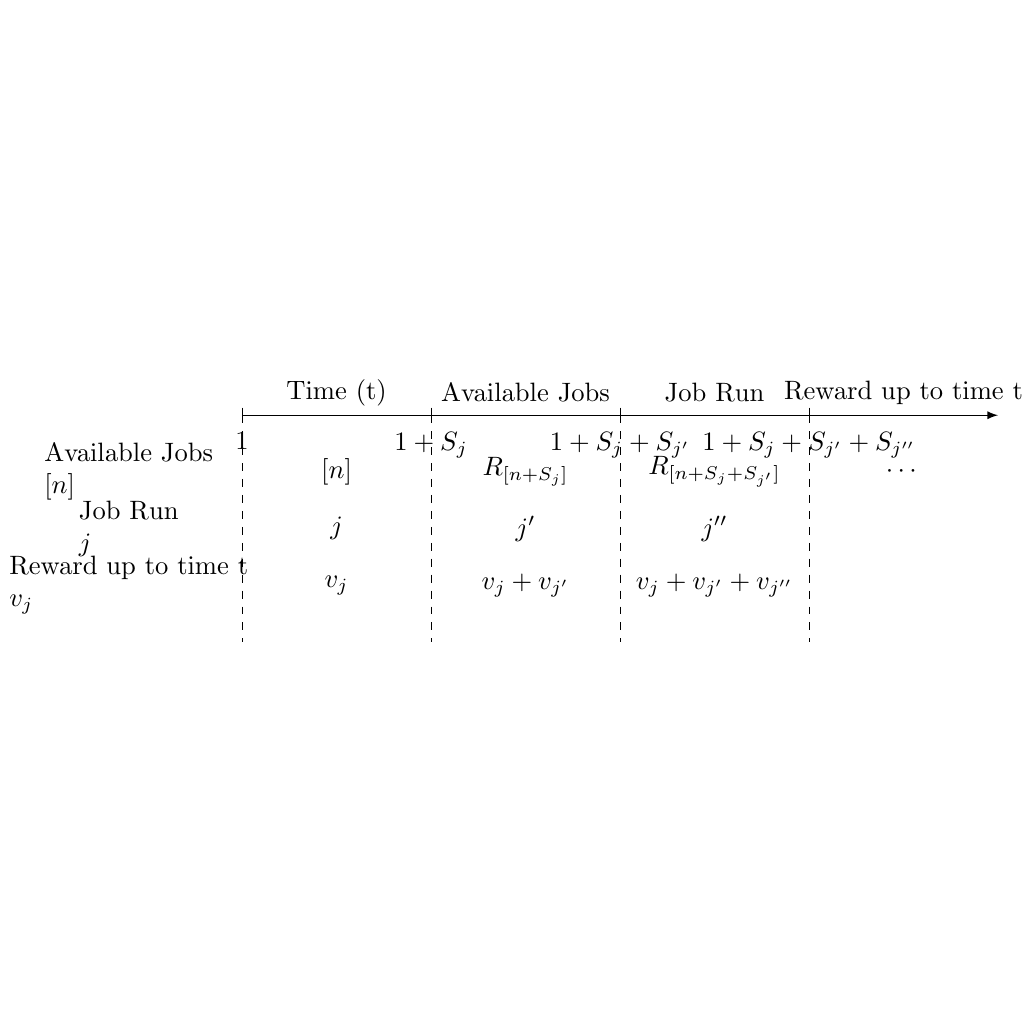 Time (t) Available Jobs Job Run Reward up to time t
1 1 + S_j 1 + S_j + S_{j'} 1 + S_j + S_{j'} + S_{j''}
Available Jobs
[n] R_{[n+S_j]} R_{[n+S_j+S_{j'}]} ⋯
[n]
Job Run
j j' j''
j
Reward up to time t
v_j v_j + v_{j'} v_j + v_{j'} + v_{j''}
v_j